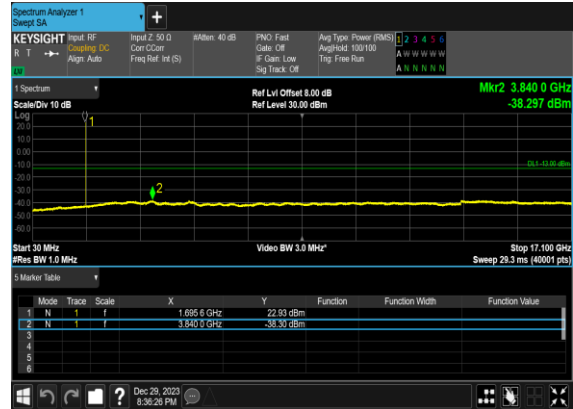 Spectrum Analyzer 1
Swept SA
+
KEYSIGHT Input: RF Input Z: 50 Ω #Atten: 40 dB PNO: Fast Avg Type: Power (RMS) 1 2 3 4 5 6
R T Coupling: DC Corr CCorr Gate: Off Avg|Hold: 100/100 A W W W W W
Align: Auto Freq Ref: Int (S) IF Gain: Low Trig: Free Run
LXI Sig Track: Off A N N N N N
1 Spectrum Ref Lvl Offset 8.00 dB Mkr2 3.840 0 GHz
Scale/Div 10 dB Ref Level 30.00 dBm -38.297 dBm
Log
1
20.0
10.0
0.00
-10.0 DL1 -13.00 dBm
-20.0
-30.0 2
-40.0
-50.0
-60.0
Start 30 MHz Video BW 3.0 MHz* Stop 17.100 GHz
#Res BW 1.0 MHz Sweep 29.3 ms (40001 pts)
5 Marker Table
Mode Trace Scale X Y Function Function Width Function Value
1 N 1 f 1.695 6 GHz 22.93 dBm
2 N 1 f 3.840 0 GHz -38.30 dBm
3
4
5
6
? Dec 29, 2023
8:36:26 PM